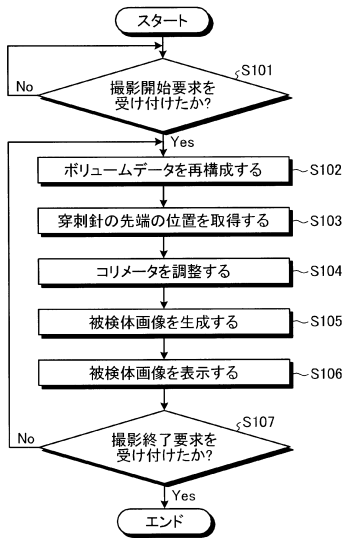 スタート
No
S101
撮影開始要求を
受け付けたか?
Yes
ボリュームデータを再構成する
S102
穿刺針の先端の位置を取得する
S103
コリメータを調整する
S104
被検体画像を生成する
S105
被検体画像を表示する
S106
No
S107
撮影終了要求を
受け付けたか?
Yes
エンド